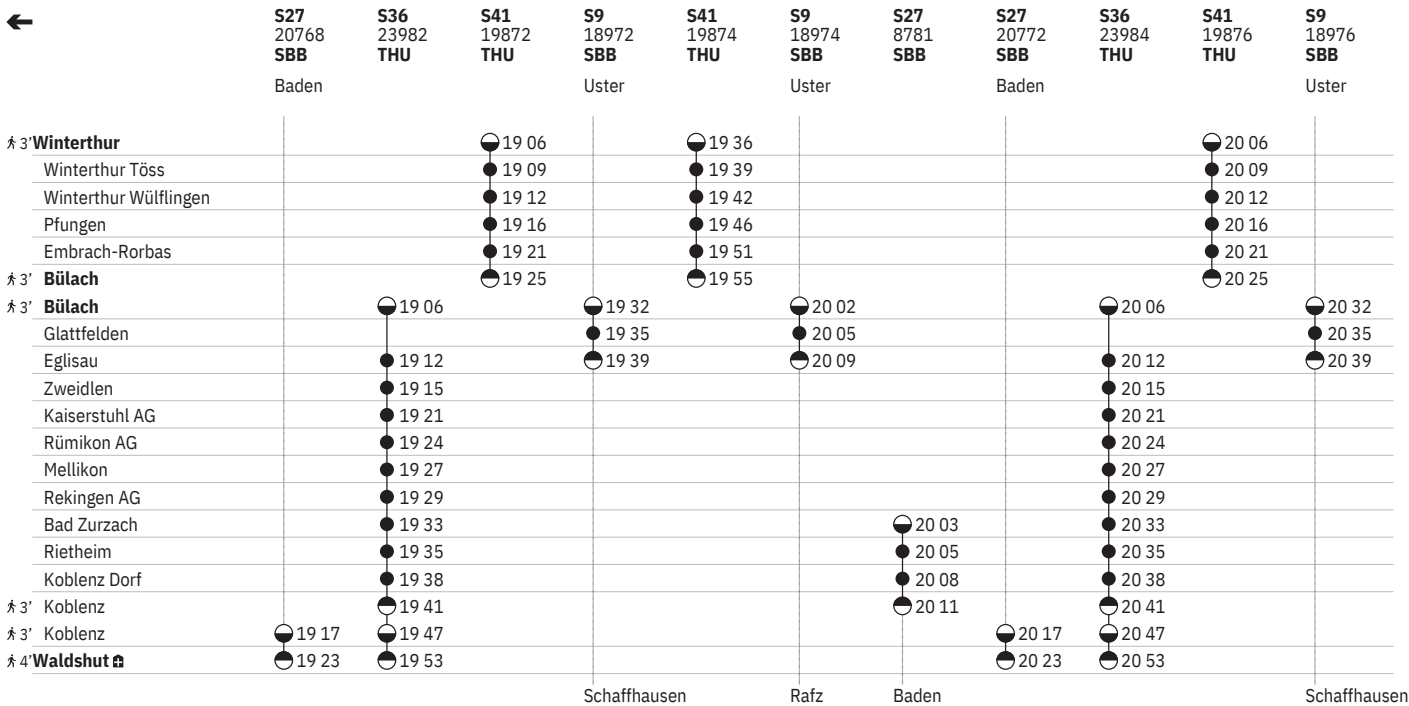 S27 S36 S41 S9 S41 S9 S27 S27 S36 S41 S9
20768 23982 19872 18972 19874 18974 8781 20772 23984 19876 18976
SBB THU THU SBB THU SBB SBB SBB THU THU SBB
Baden Uster Uster Baden Uster
3' Winterthur 19 06 19 36 20 06
Winterthur Töss 19 09 19 39 20 09
Winterthur Wülflingen 19 12 19 42 20 12
Pfungen 19 16 19 46 20 16
Embrach-Rorbas 19 21 19 51 20 21
3' Bülach 19 25 19 55 20 25
3' Bülach 19 06 19 32 20 02 20 06 20 32
Glattfelden 19 35 20 05 20 35
Eglisau 19 12 19 39 20 09 20 12 20 39
Zweidlen 19 15 20 15
Kaiserstuhl AG 19 21 20 21
Rümikon AG 19 24 20 24
Mellikon 19 27 20 27
Rekingen AG 19 29 20 29
Bad Zurzach 19 33 20 03 20 33
Rietheim 19 35 20 05 20 35
Koblenz Dorf 19 38 20 08 20 38
3' Koblenz 19 41 20 11 20 41
3' Koblenz 19 17 19 47 20 17 20 47
4' Waldshut 19 23 19 53 20 23 20 53
Schaffhausen Rafz Baden Schaffhausen